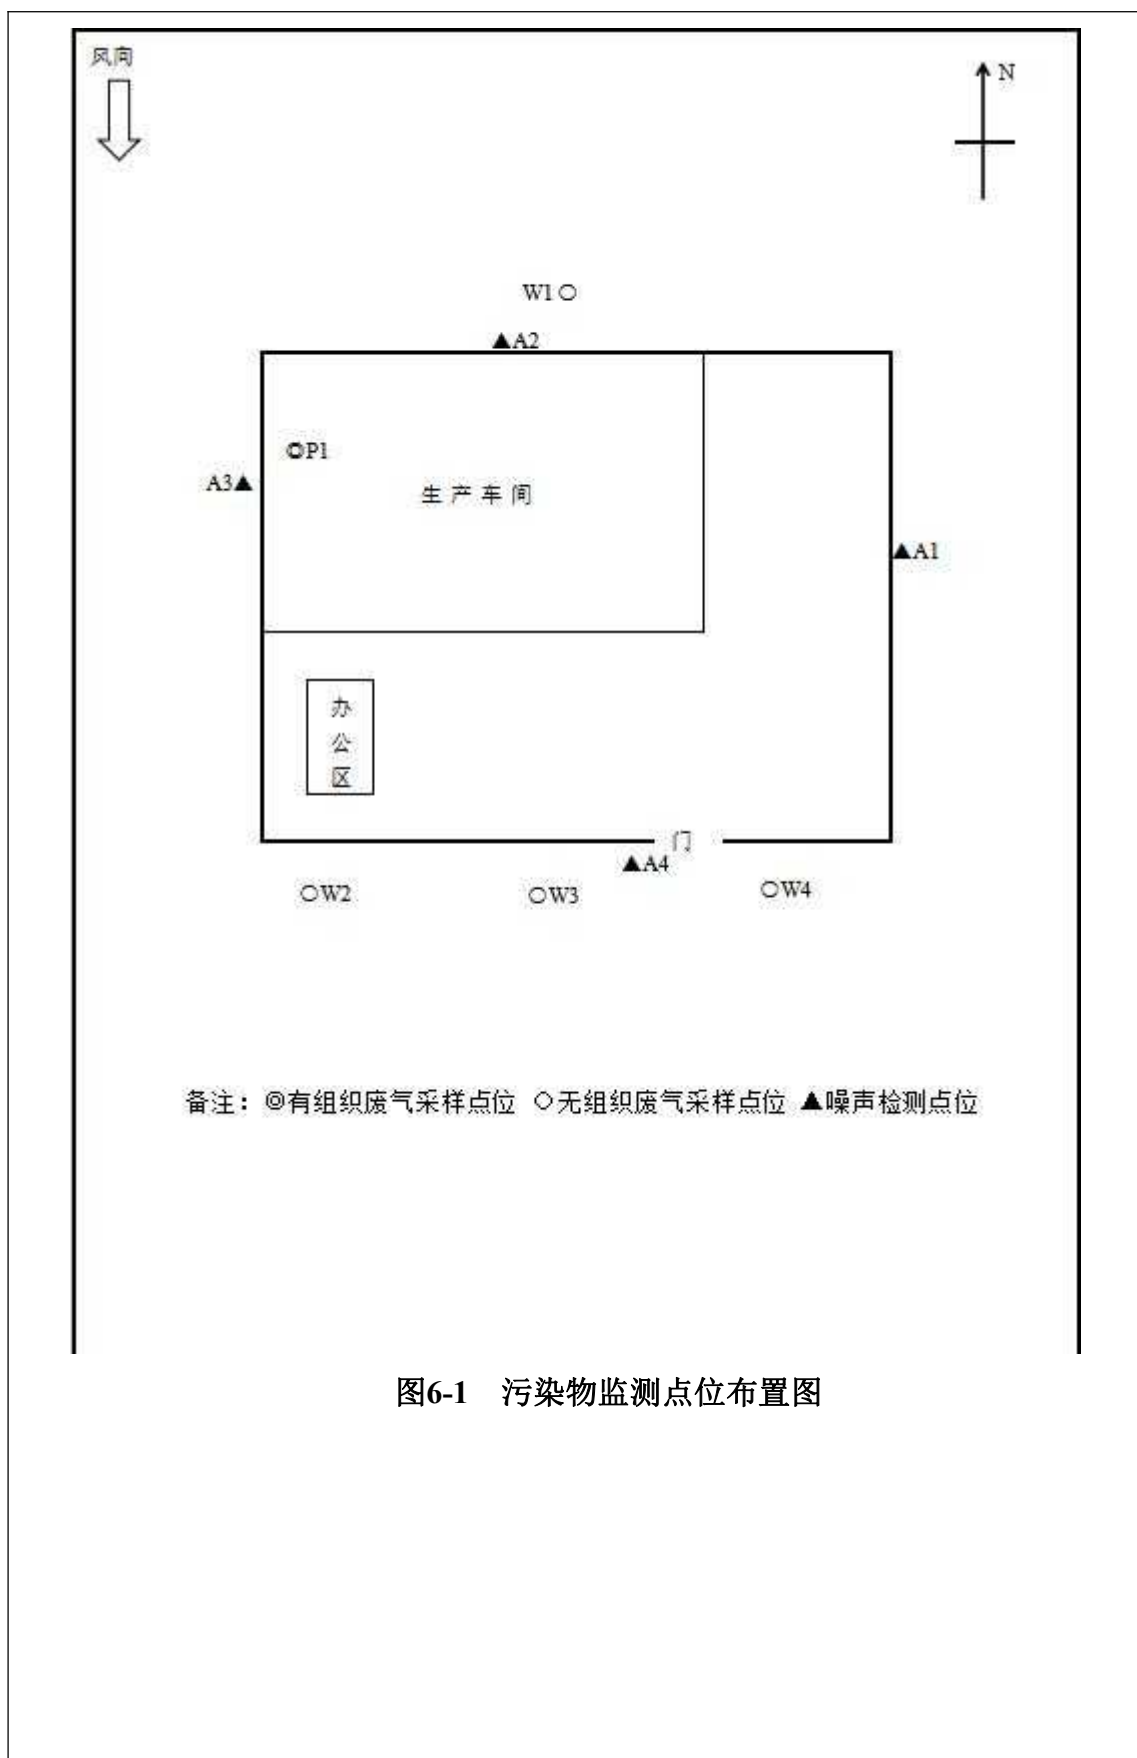 风向
N
W1○
▲A2
◎P1
A3▲
生产车间
▲A1
办
公
区
门
▲A4
○W2
○W3
○W4
备注：◎有组织废气采样点位 ○无组织废气采样点位 ▲噪声检测点位
图6-1 污染物监测点位布置图